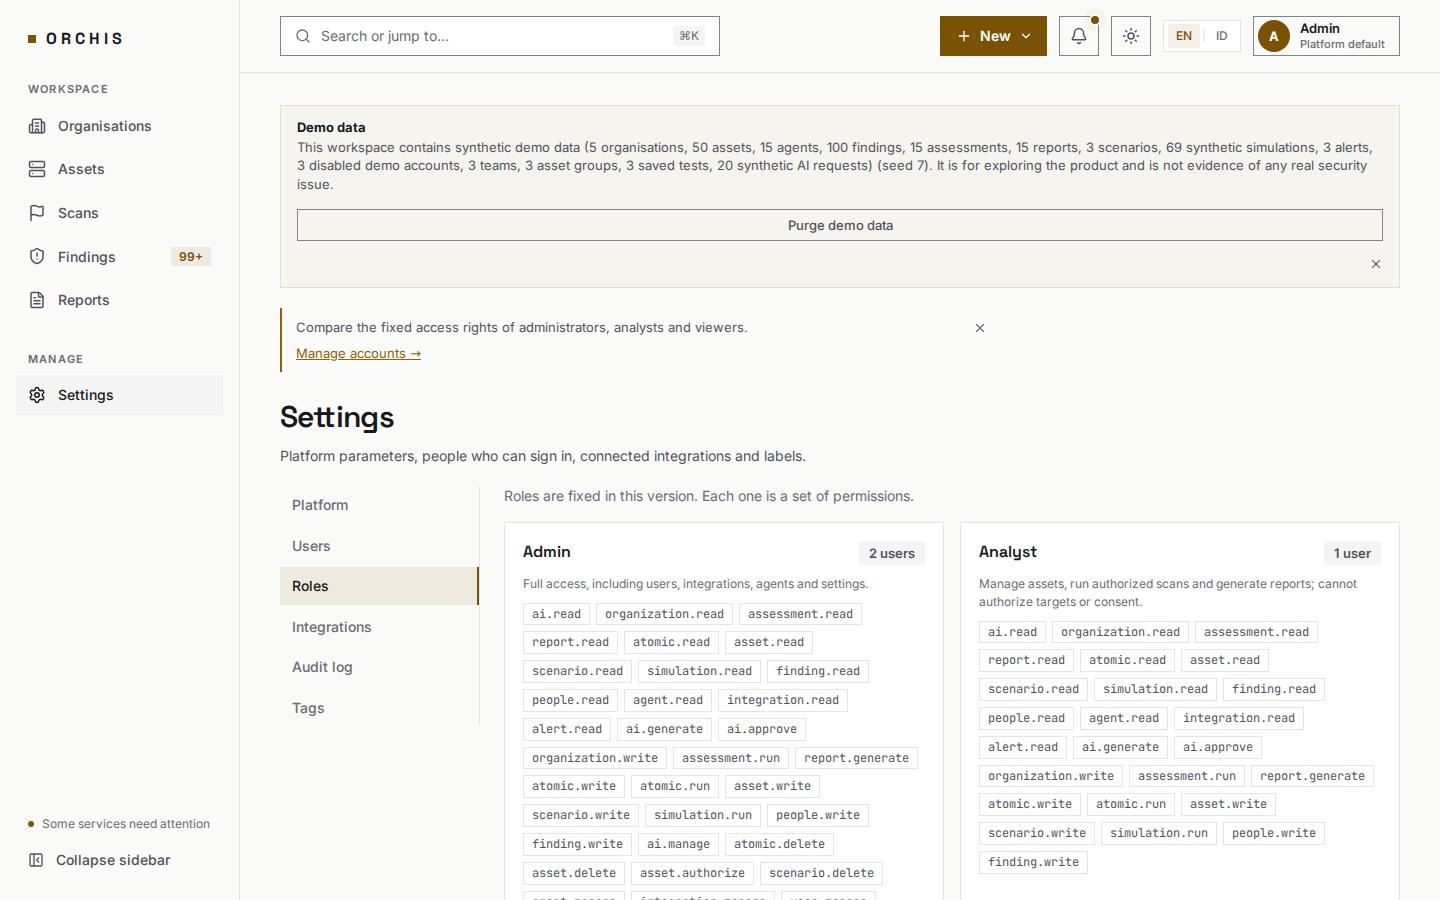 ORCHIS
Search or jump to...
⌘K
New
EN
ID
A
Admin
Platform default
WORKSPACE
Organisations
Assets
Scans
Findings
99+
Reports
MANAGE
Settings
Some services need attention
Collapse sidebar
Demo data
This workspace contains synthetic demo data (5 organisations, 50 assets, 15 agents, 100 findings, 15 assessments, 15 reports, 3 scenarios, 69 synthetic simulations, 3 alerts,
3 disabled demo accounts, 3 teams, 3 asset groups, 3 saved tests, 20 synthetic AI requests) (seed 7). It is for exploring the product and is not evidence of any real security
issue.
Purge demo data
Compare the fixed access rights of administrators, analysts and viewers.
Manage accounts →
Settings
Platform parameters, people who can sign in, connected integrations and labels.
Platform
Users
Roles
Integrations
Audit log
Tags
Roles are fixed in this version. Each one is a set of permissions.
Admin
2 users
Full access, including users, integrations, agents and settings.
ai.read organization.read assessment.read
report.read atomic.read asset.read
scenario.read simulation.read finding.read
people.read agent.read integration.read
alert.read ai.generate ai.approve
organization.write assessment.run report.generate
atomic.write atomic.run asset.write
scenario.write simulation.run people.write
finding.write ai.manage atomic.delete
asset.delete asset.authorize scenario.delete
Analyst
1 user
Manage assets, run authorized scans and generate reports; cannot
authorize targets or consent.
ai.read organization.read assessment.read
report.read atomic.read asset.read
scenario.read simulation.read finding.read
people.read agent.read integration.read
alert.read ai.generate ai.approve
organization.write assessment.run report.generate
atomic.write atomic.run asset.write
scenario.write simulation.run people.write
finding.write